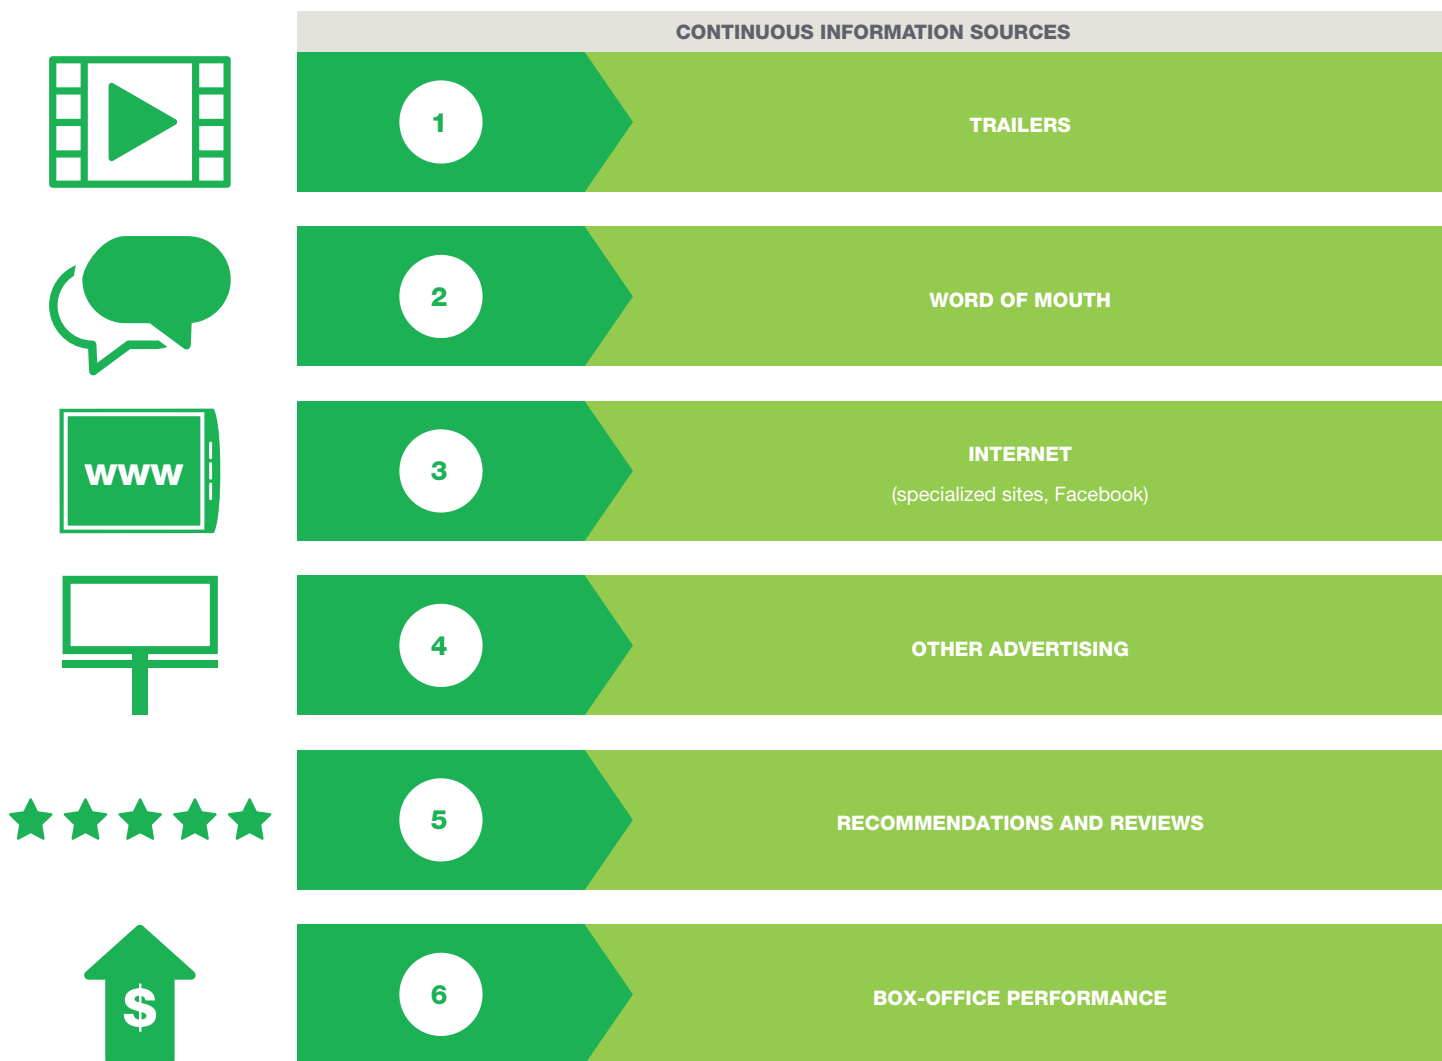 CONTINUOUS INFORMATION SOURCES
1
TRAILERS
2
WORD OF MOUTH
www
3
INTERNET
(specialized sites, Facebook)
4
OTHER ADVERTISING
5
RECOMMENDATIONS AND REVIEWS
$
6
BOX-OFFICE PERFORMANCE